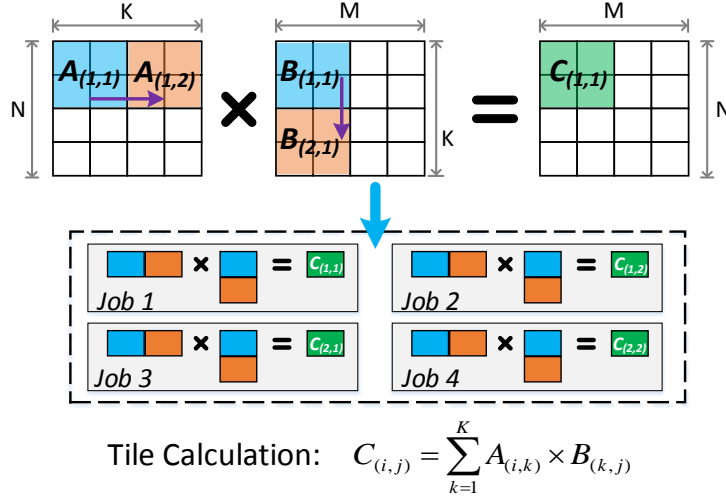 K M M
N A(1,1) A(1,2) × B(1,1) B(2,1) K = C(1,1) N
× = C(1,1) Job 1
× = C(1,2) Job 2
× = C(2,1) Job 3
× = C(2,2) Job 4
Tile Calculation: C(i,j) = ∑ k=1 K A(i,k) × B(k,j)